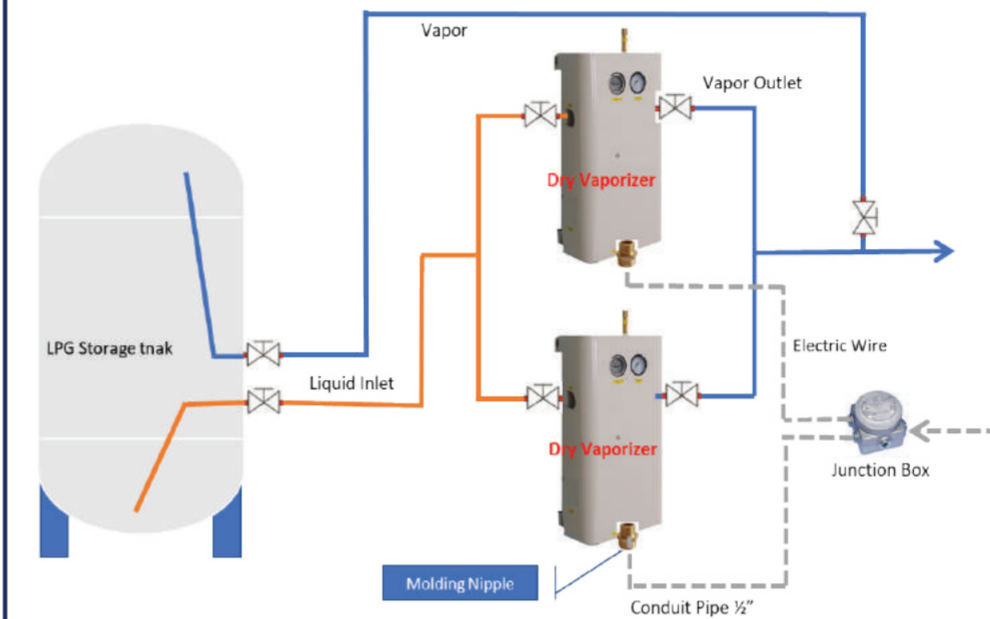 Vapor
Vapor Outlet
Dry Vaporizer
LPG Storage tnak
Liquid Inlet
Electric Wire
Dry Vaporizer
Junction Box
Molding Nipple
Conduit Pipe ½”